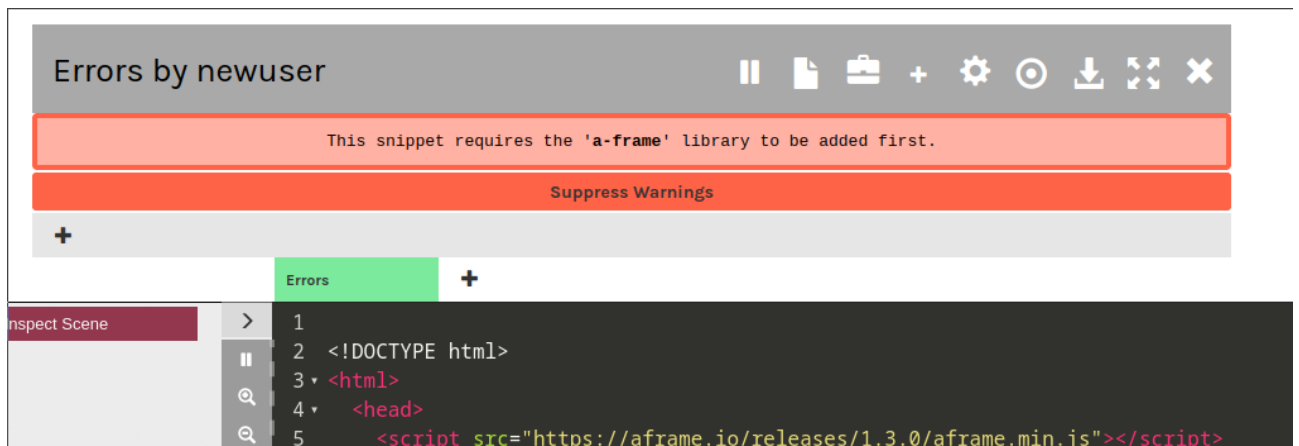 Errors by newuser
This snippet requires the 'a-frame' library to be added first.
Suppress Warnings
Errors
nspect Scene
1
2 <!DOCTYPE html>
3 <html>
4 <head>
5 <script src="https://aframe.io/releases/1.3.0/aframe.min.js"></script>